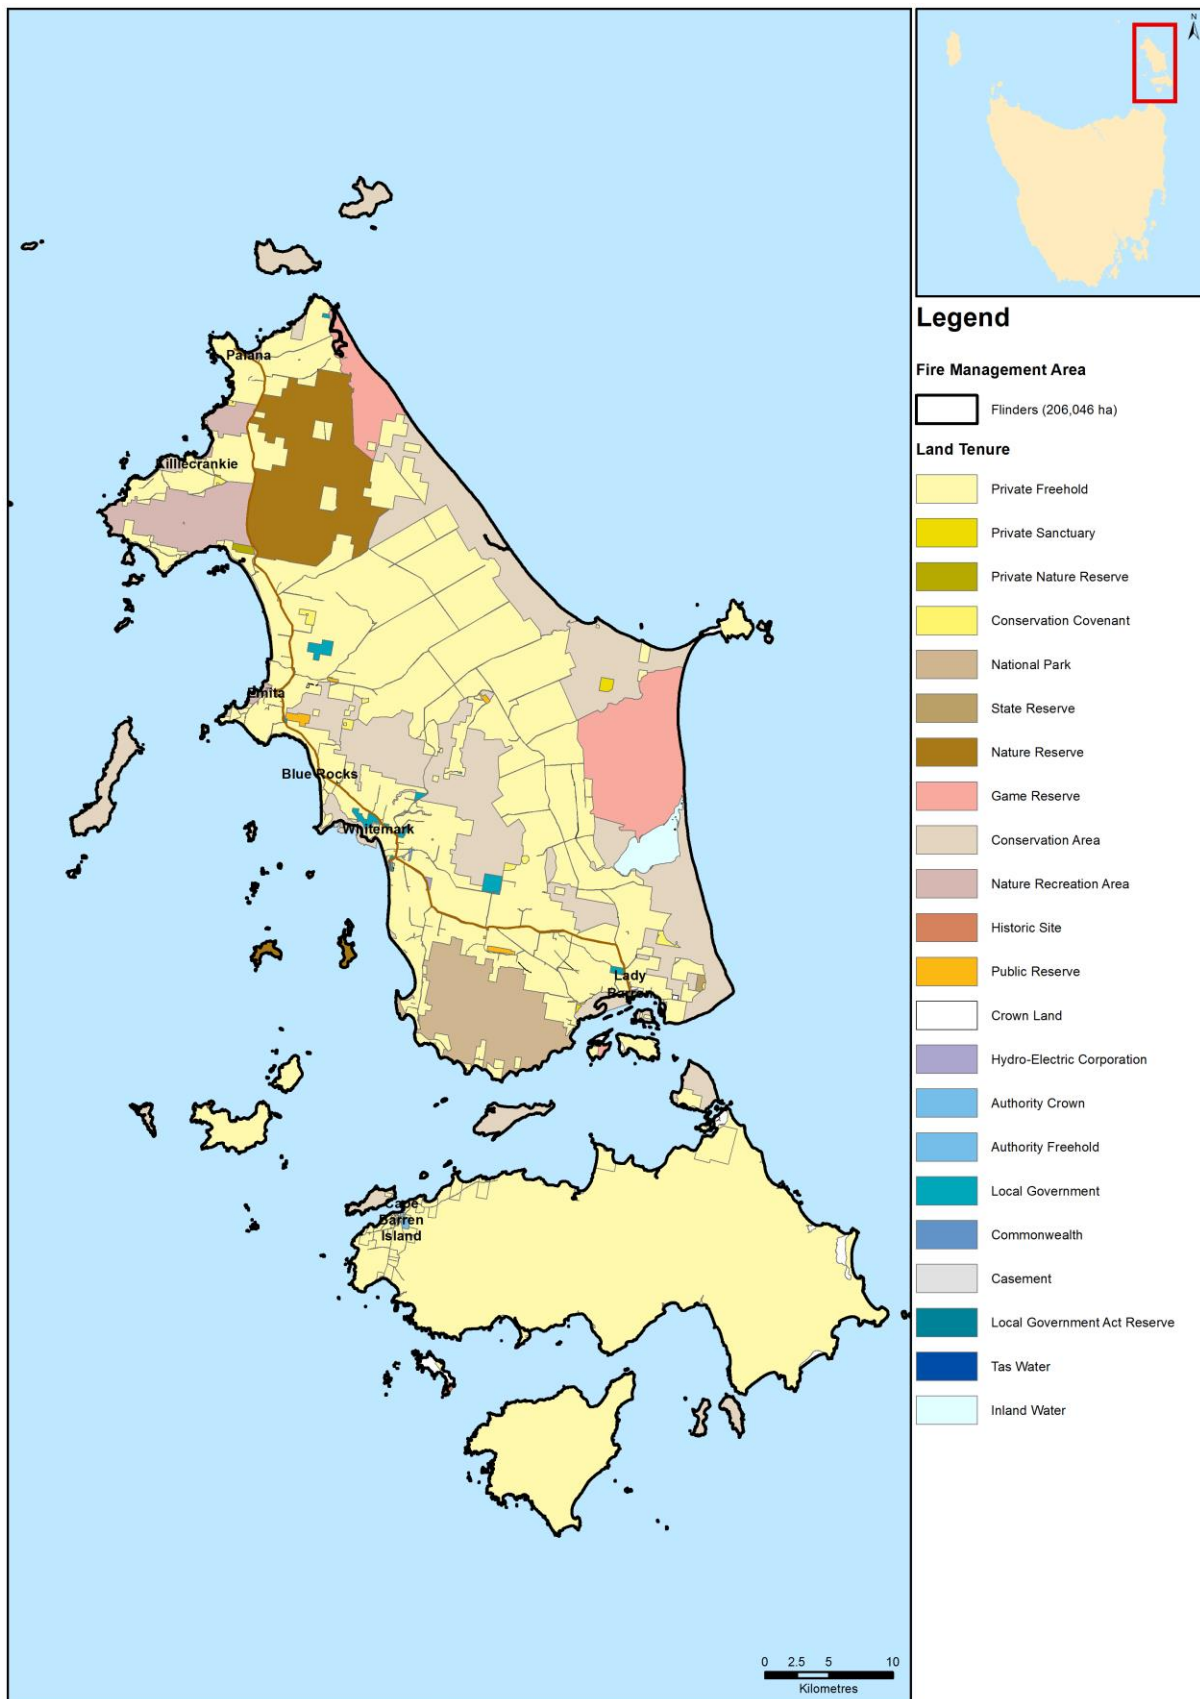 N
Legend
Fire Management Area
Flinders (206,046 ha)
Land Tenure
Private Freehold
Private Sanctuary
Private Nature Reserve
Conservation Covenant
National Park
State Reserve
Nature Reserve
Game Reserve
Conservation Area
Nature Recreation Area
Historic Site
Public Reserve
Crown Land
Hydro-Electric Corporation
Authority Crown
Authority Freehold
Local Government
Commonwealth
Casement
Local Government Act Reserve
Tas Water
Inland Water
Palana
Killiecrankie
Emita
Blue Rocks
Whitemark
Lady
Barren
Cape
Barren
Island
0 2.5 5 10
Kilometres